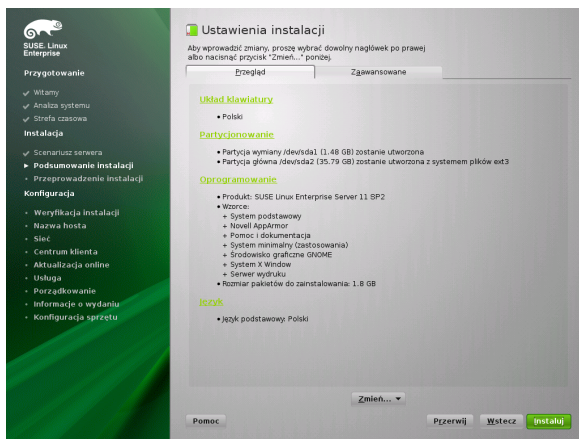 SUSE. Linux
Enterprise
Przygotowanie
Witamy
Analiza systemu
Strefa czasowa
Instalacja
Scenariusz serwera
Podsumowanie instalacji
Przeprowadzenie instalacji
Konfiguracja
Weryfikacja instalacji
Nazwa hosta
Sieć
Centrum klienta
Aktualizacja online
Usługa
Porządkowanie
Informacje o wydaniu
Konfiguracja sprzętu
Ustawienia instalacji
Aby wprowadzić zmiany, proszę wybrać dowolny nagłówek po prawej
albo nacisnąć przycisk "Zmień..." poniżej.
Przegląd
Zaawansowane
Układ klawiatury
• Polski
Partycjonowanie
• Partycja wymiany /dev/sda1 (1.48 GB) zostanie utworzona
• Partycja główna /dev/sda2 (35.79 GB) zostanie utworzona z systemem plików ext3
Oprogramowanie
• Produkt: SUSE Linux Enterprise Server 11 SP2
• Wzorce:
+ System podstawowy
+ Novell AppArmor
+ Pomoc i dokumentacja
+ System minimalny (zastosowania)
+ Środowisko graficzne GNOME
+ System X Window
+ Serwer wydruku
• Rozmiar pakietów do zainstalowania: 1.8 GB
Język
• Język podstawowy: Polski
Zmień...
Pomoc
Przerwij
Wstecz
Instaluj